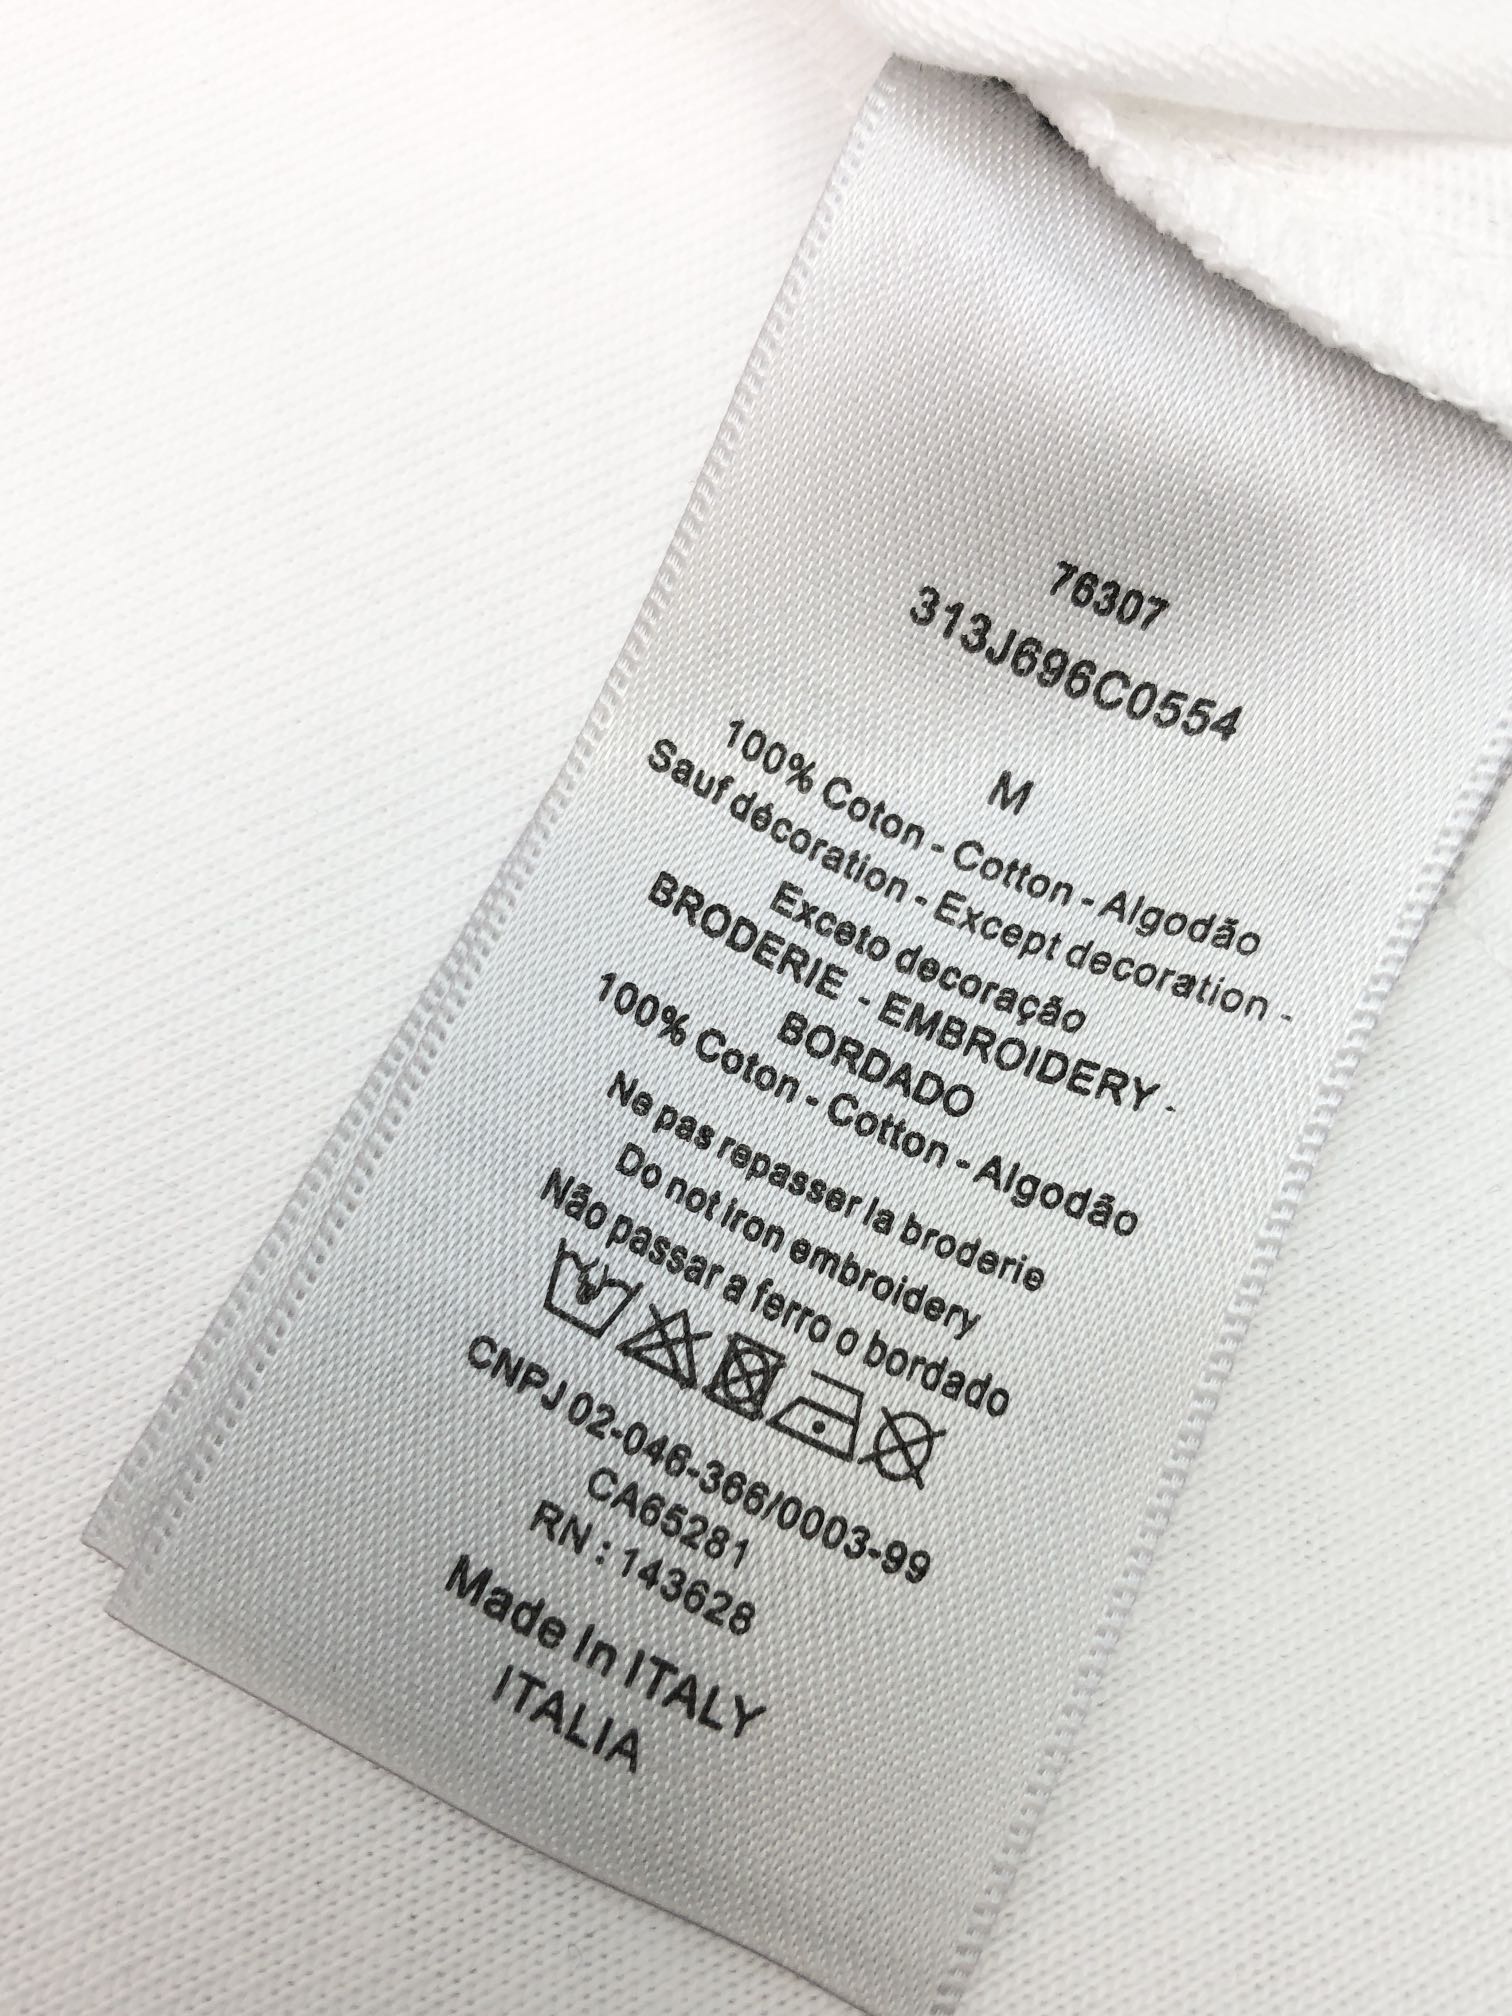 76307
313J696C0554
M
100% Coton - Cotton - Algodão
Sauf décoration - Except decoration -
Exceto decoração
BRODERIE - EMBROIDERY -
BORDADO
100% Coton - Cotton - Algodão
Ne pas repasser la broderie
Do not iron embroidery
Não passar a ferro o bordado
CNPJ 02-046-366/0003-99
CA65281
RN : 143628
Made In ITALY
ITALIA